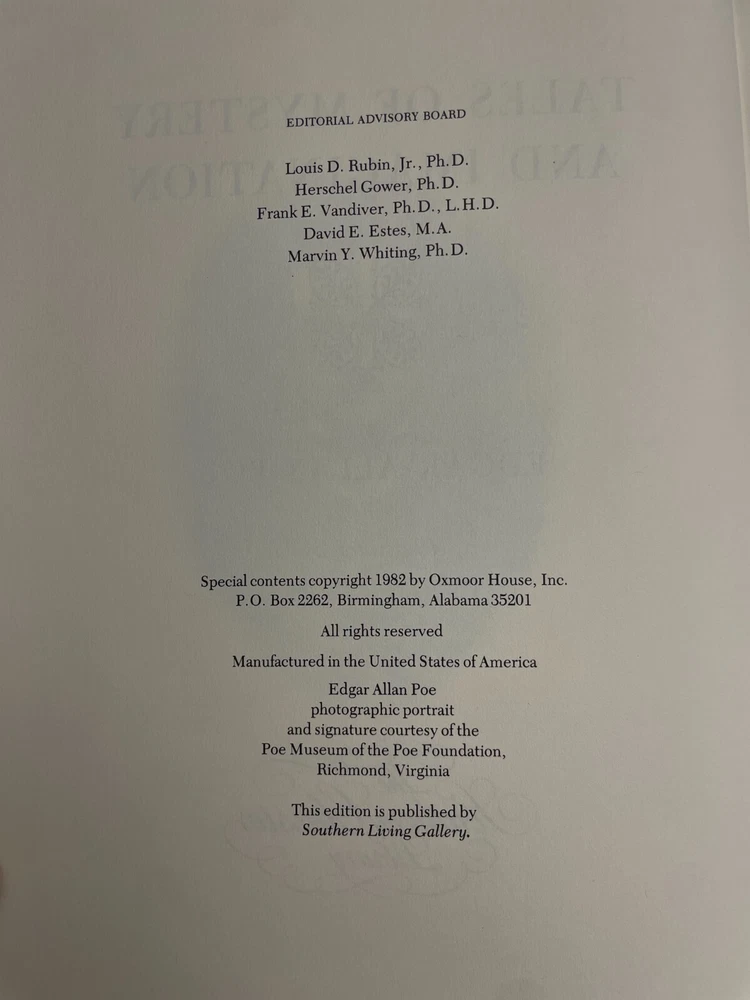 EDITORIAL ADVISORY BOARD
Louis D. Rubin, Jr., Ph.D.
Herschel Gower, Ph.D.
Frank E. Vandiver, Ph.D., L.H.D.
David E. Estes, M.A.
Marvin Y. Whiting, Ph.D.
Special contents copyright 1982 by Oxmoor House, Inc.
P.O. Box 2262, Birmingham, Alabama 35201
All rights reserved
Manufactured in the United States of America
Edgar Allan Poe
photographic portrait
and signature courtesy of the
Poe Museum of the Poe Foundation,
Richmond, Virginia
This edition is published by
Southern Living Gallery.